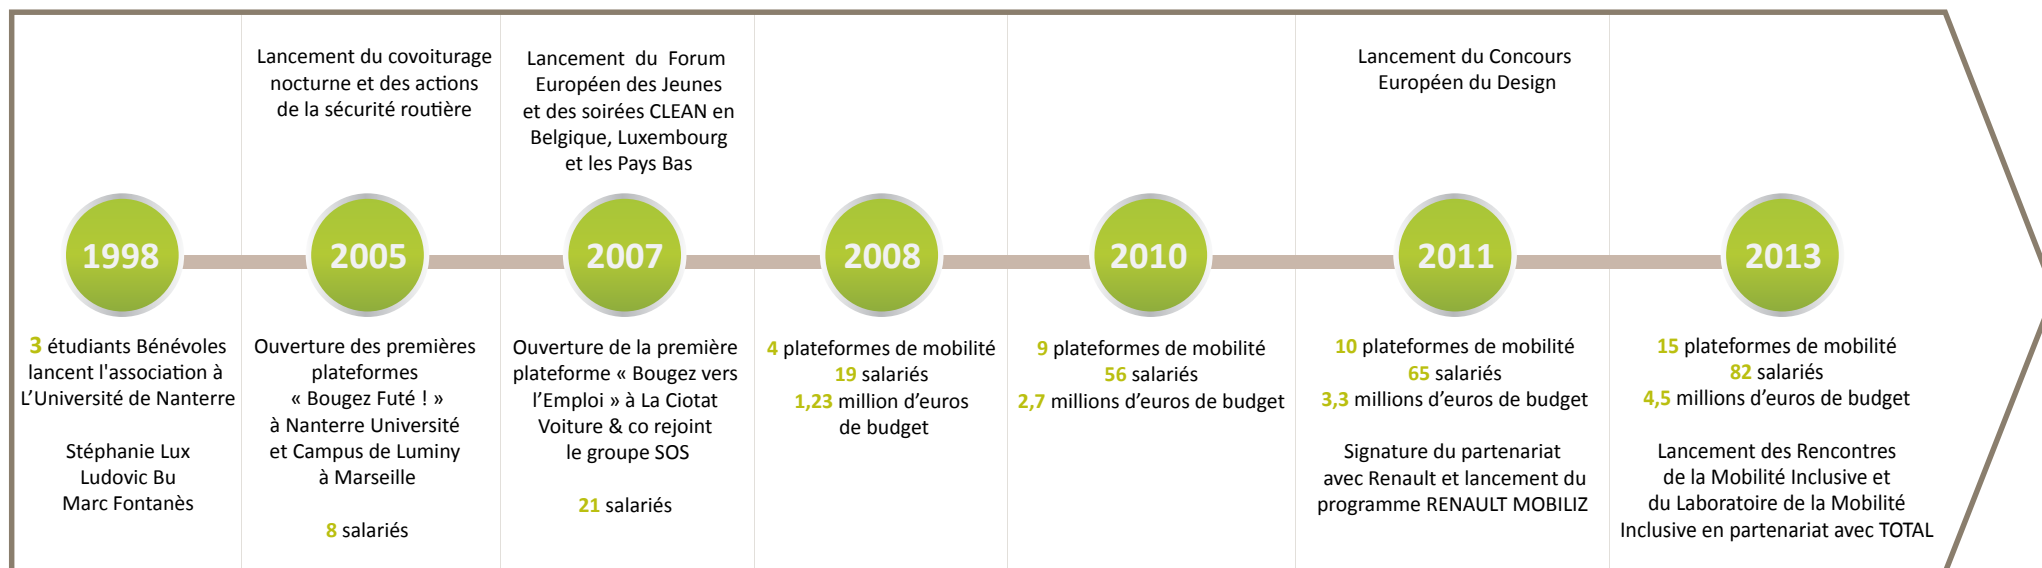 Lancement du covoiturage
nocturne et des actions
de la sécurité routière
Lancement du Forum
Européen des Jeunes
et des soirées CLEAN en
Belgique, Luxembourg
et les Pays Bas
Lancement du Concours
Européen du Design
1998
2005
2007
2008
2010
2011
2013
3 étudiants Bénévoles
lancent l'association à
L’Université de Nanterre
Stéphanie Lux
Ludovic Bu
Marc Fontanès
Ouverture des premières
plateformes
« Bougez Futé ! »
à Nanterre Université
et Campus de Luminy
à Marseille
8 salariés
Ouverture de la première
plateforme « Bougez vers
l’Emploi » à La Ciotat
Voiture & co rejoint
le groupe SOS
21 salariés
4 plateformes de mobilité
19 salariés
1,23 million d’euros
de budget
9 plateformes de mobilité
56 salariés
2,7 millions d’euros de budget
10 plateformes de mobilité
65 salariés
3,3 millions d’euros de budget
Signature du partenariat
avec Renault et lancement du
programme RENAULT MOBILIZ
15 plateformes de mobilité
82 salariés
4,5 millions d’euros de budget
Lancement des Rencontres
de la Mobilité Inclusive et
du Laboratoire de la Mobilité
Inclusive en partenariat avec TOTAL